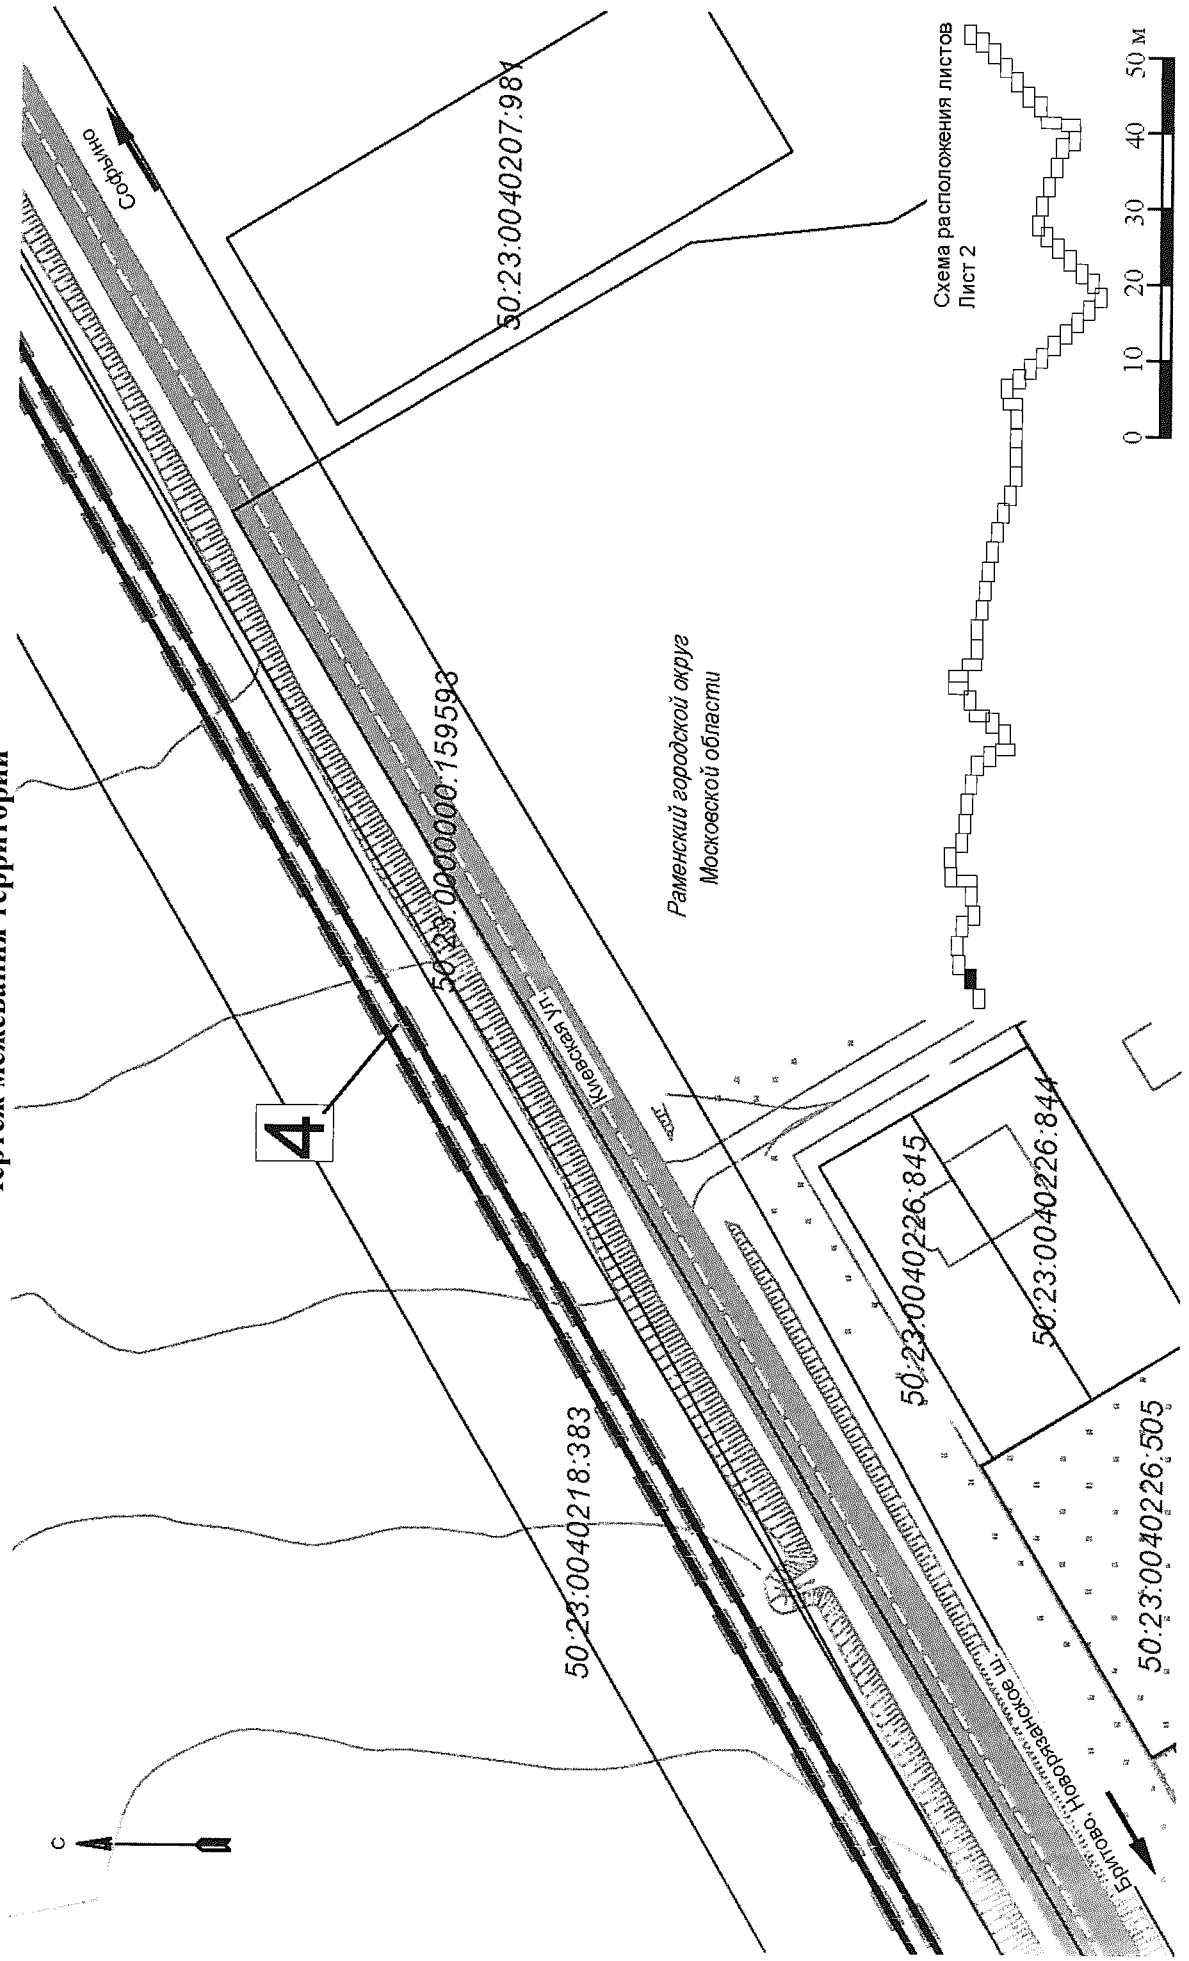 Чертеж межевания территории
С
Софьино
4
50:23:0040207:981
50:23:0000000:159593
50:23:0040218:383
Киевская ул.
Раменский городской округ
Московской области
50:23:0040226:845
50:23:0040226:844
50:23:0040226:505
Бритово, Новорязанское ш.
Схема расположения листов
Лист 2
0 10 20 30 40 50 м